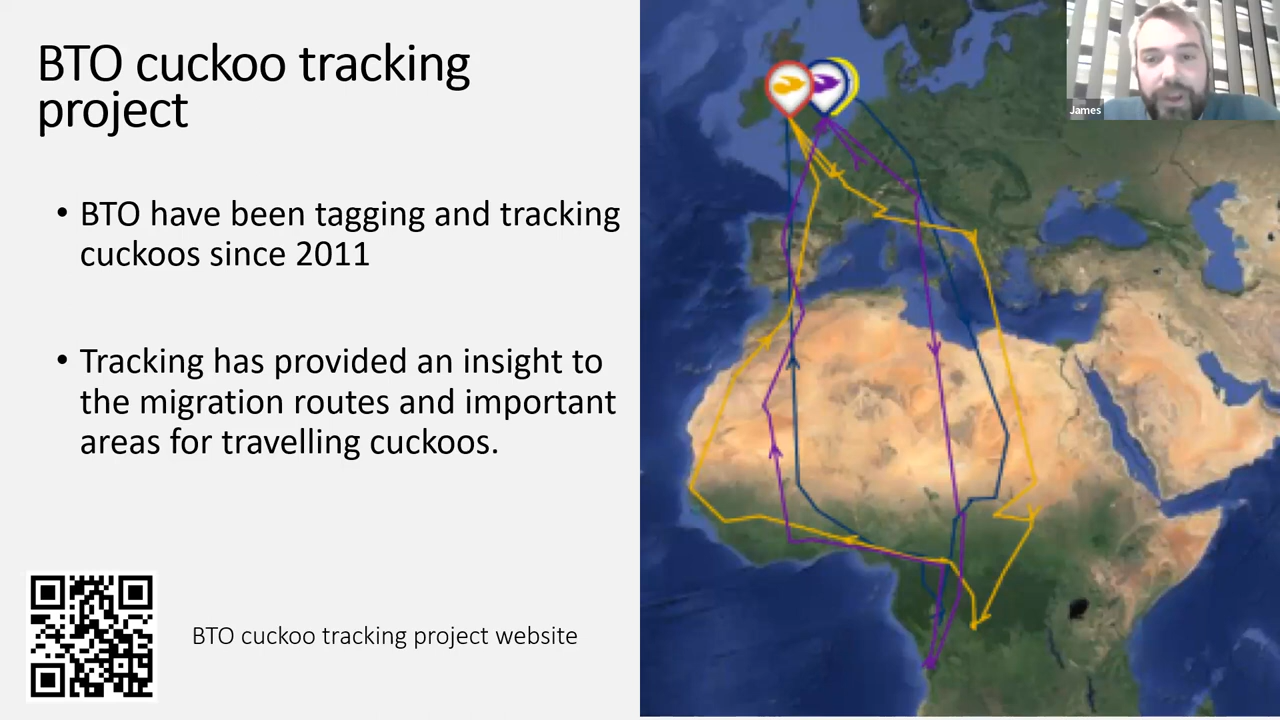 BTO cuckoo tracking
project
• BTO have been tagging and tracking
cuckoos since 2011
• Tracking has provided an insight to
the migration routes and important
areas for travelling cuckoos.
BTO cuckoo tracking project website
James